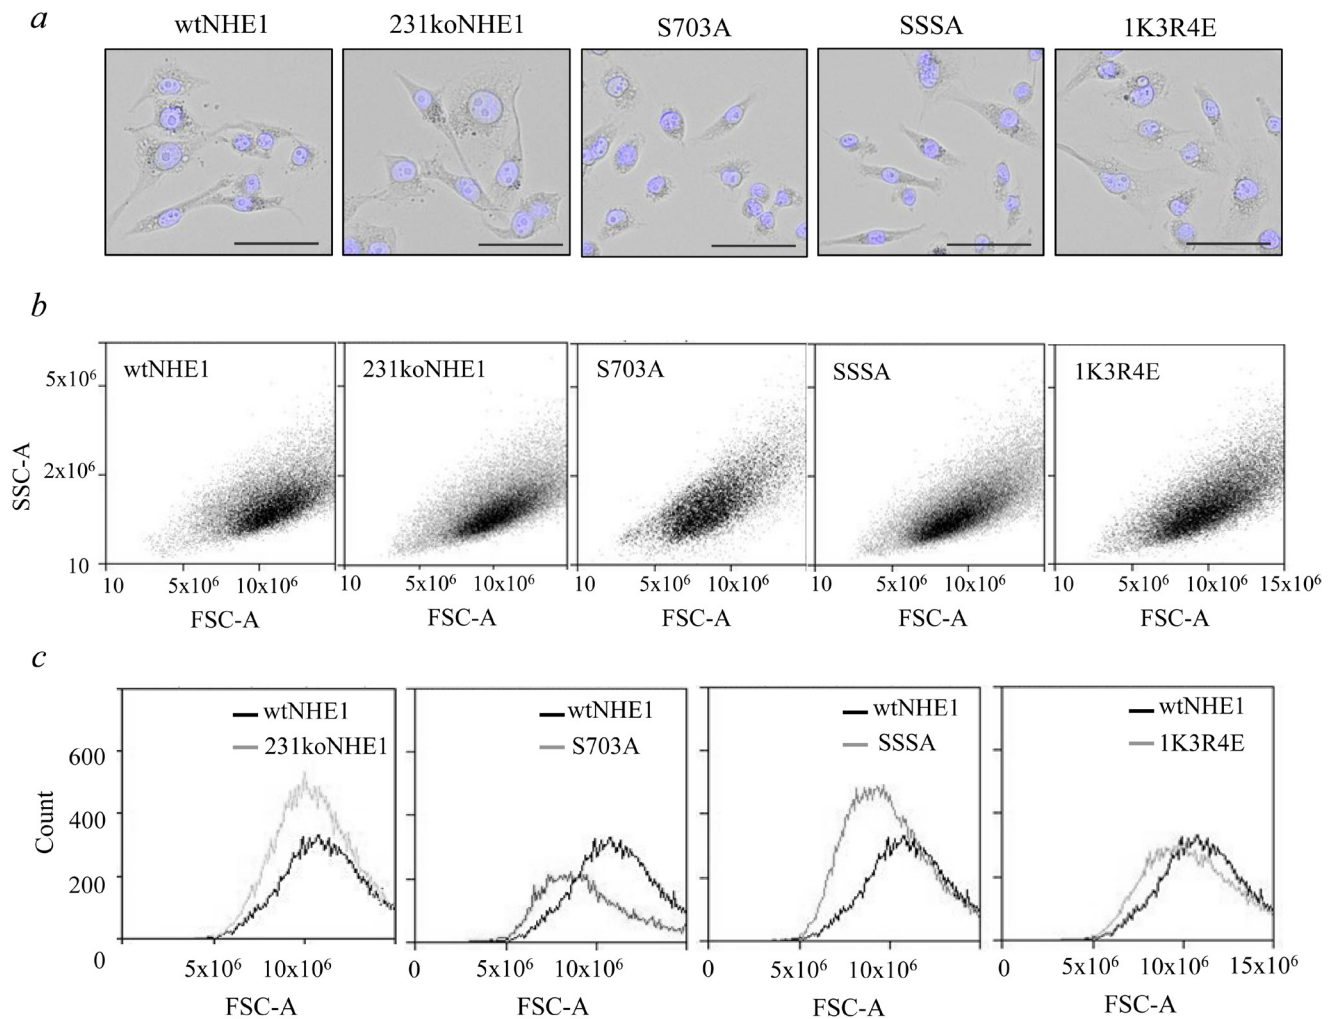 a
wtNHE1 231koNHE1 S703A SSSA 1K3R4E
b
wtNHE1 231koNHE1 S703A SSSA 1K3R4E
SSC-A
5x10⁶
2x10⁶
10
10 5x10⁶ 10x10⁶ 10 5x10⁶ 10x10⁶ 10 5x10⁶ 10x10⁶ 10 5x10⁶ 10x10⁶ 10 5x10⁶ 10x10⁶ 15x10⁶
FSC-A FSC-A FSC-A FSC-A FSC-A
c
wtNHE1 wtNHE1 wtNHE1 wtNHE1
231koNHE1 S703A SSSA 1K3R4E
Count
600
400
200
0
5x10⁶ 10x10⁶ 0 5x10⁶ 10x10⁶ 0 5x10⁶ 10x10⁶ 0 5x10⁶ 10x10⁶ 15x10⁶
FSC-A FSC-A FSC-A FSC-A